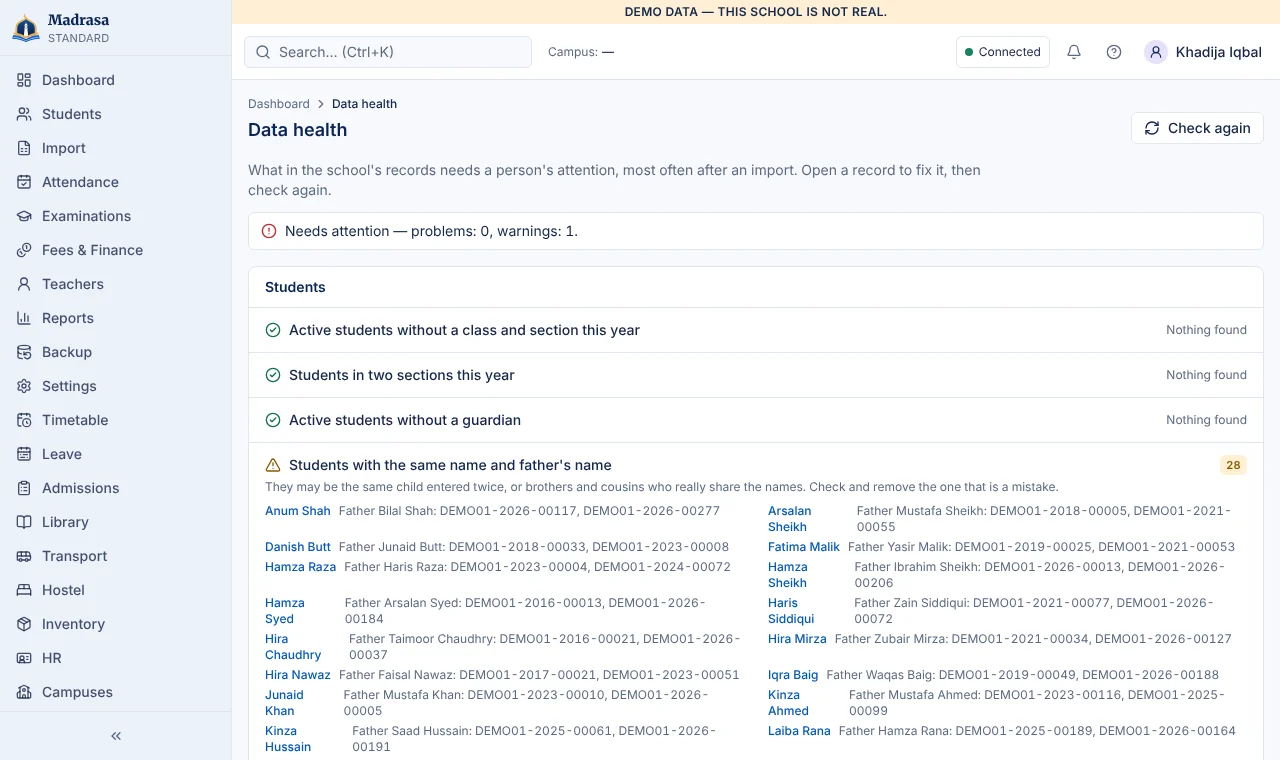 DEMO DATA — THIS SCHOOL IS NOT REAL.
Madrasa
STANDARD
Search... (Ctrl+K)
Campus: —
Connected
Khadija Iqbal
Dashboard
Students
Import
Attendance
Examinations
Fees & Finance
Teachers
Reports
Backup
Settings
Timetable
Leave
Admissions
Library
Transport
Hostel
Inventory
HR
Campuses
«
Dashboard > Data health
Data health
Check again
What in the school's records needs a person's attention, most often after an import. Open a record to fix it, then
check again.
Needs attention — problems: 0, warnings: 1.
Students
Active students without a class and section this year Nothing found
Students in two sections this year Nothing found
Active students without a guardian Nothing found
Students with the same name and father's name 28
They may be the same child entered twice, or brothers and cousins who really share the names. Check and remove the one that is a mistake.
Anum Shah Father Bilal Shah: DEMO01-2026-00117, DEMO01-2026-00277
Arsalan Sheikh Father Mustafa Sheikh: DEMO01-2018-00005, DEMO01-2021-00055
Danish Butt Father Junaid Butt: DEMO01-2018-00033, DEMO01-2023-00008
Fatima Malik Father Yasir Malik: DEMO01-2019-00025, DEMO01-2021-00053
Hamza Raza Father Haris Raza: DEMO01-2023-00004, DEMO01-2024-00072
Hamza Sheikh Father Ibrahim Sheikh: DEMO01-2026-00013, DEMO01-2026-00206
Hamza Syed Father Arsalan Syed: DEMO01-2016-00013, DEMO01-2026-00184
Haris Siddiqui Father Zain Siddiqui: DEMO01-2021-00077, DEMO01-2026-00072
Hira Chaudhry Father Taimoor Chaudhry: DEMO01-2016-00021, DEMO01-2026-00037
Hira Mirza Father Zubair Mirza: DEMO01-2021-00034, DEMO01-2026-00127
Hira Nawaz Father Faisal Nawaz: DEMO01-2017-00021, DEMO01-2023-00051
Iqra Baig Father Waqas Baig: DEMO01-2019-00049, DEMO01-2026-00188
Junaid Khan Father Mustafa Khan: DEMO01-2023-00010, DEMO01-2026-00005
Kinza Ahmed Father Mustafa Ahmed: DEMO01-2023-00116, DEMO01-2025-00099
Kinza Hussain Father Saad Hussain: DEMO01-2025-00061, DEMO01-2026-00191
Laiba Rana Father Hamza Rana: DEMO01-2025-00189, DEMO01-2026-00164